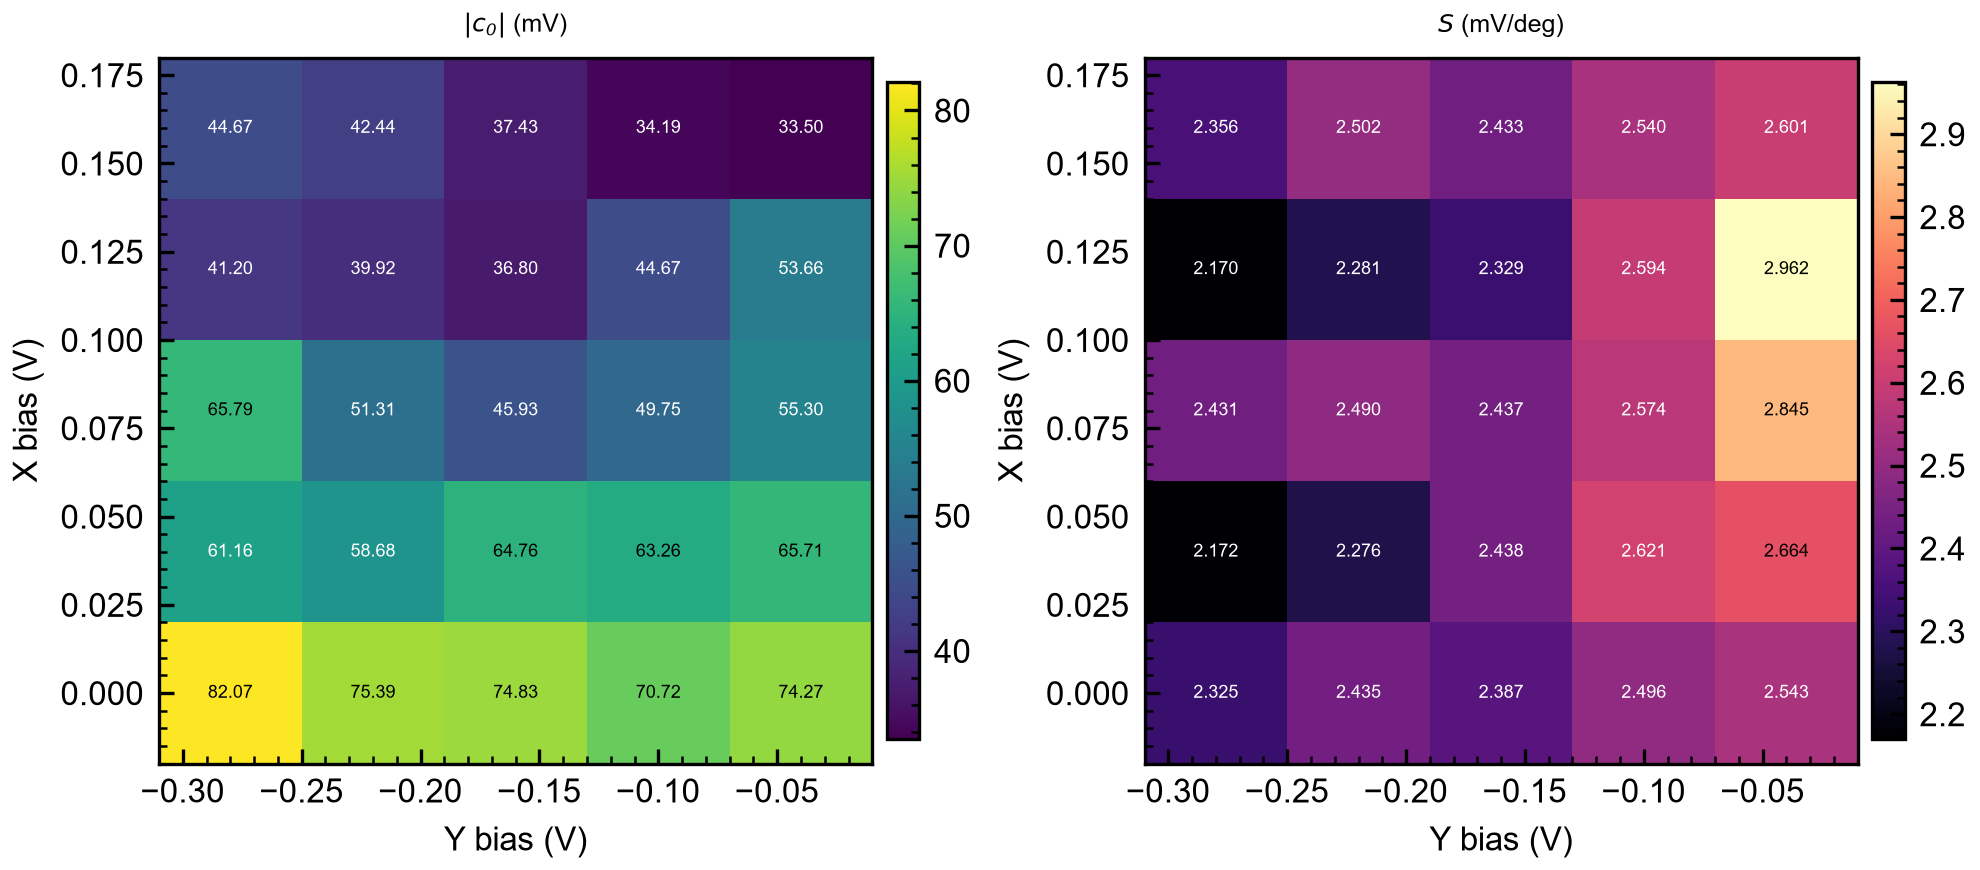 |c₀| (mV)
0.175
0.150
0.125
0.100
0.075
0.050
0.025
0.000
X bias (V)
44.67 42.44 37.43 34.19 33.50
41.20 39.92 36.80 44.67 53.66
65.79 51.31 45.93 49.75 55.30
61.16 58.68 64.76 63.26 65.71
82.07 75.39 74.83 70.72 74.27
−0.30 −0.25 −0.20 −0.15 −0.10 −0.05
Y bias (V)
80
70
60
50
40
S (mV/deg)
0.175
0.150
0.125
0.100
0.075
0.050
0.025
0.000
X bias (V)
2.356 2.502 2.433 2.540 2.601
2.170 2.281 2.329 2.594 2.962
2.431 2.490 2.437 2.574 2.845
2.172 2.276 2.438 2.621 2.664
2.325 2.435 2.387 2.496 2.543
−0.30 −0.25 −0.20 −0.15 −0.10 −0.05
Y bias (V)
2.9
2.8
2.7
2.6
2.5
2.4
2.3
2.2